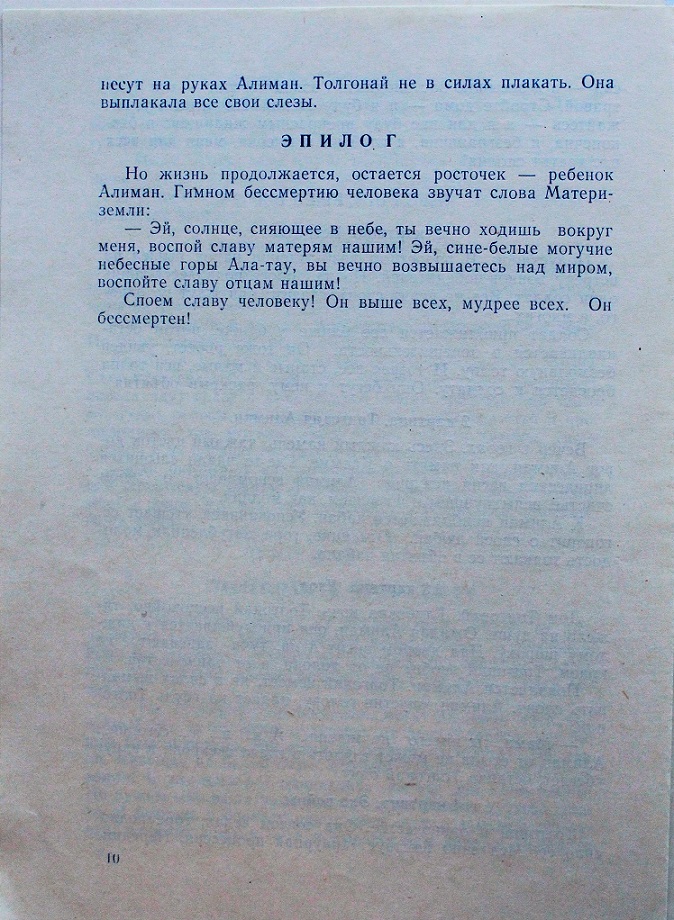 несут на руках Алиман. Толгонай не в силах плакать. Она
выплакала все свои слезы.
ЭПИЛОГ
Но жизнь продолжается, остается росточек — ребенок
Алиман. Гимном бессмертию человека звучат слова Матери-
земли:
— Эй, солнце, сияющее в небе, ты вечно ходишь вокруг
меня, воспой славу матерям нашим! Эй, сине-белые могучие
небесные горы Ала-тау, вы вечно возвышаетесь над миром,
воспойте славу отцам нашим!
Споем славу человеку! Он выше всех, мудрее всех. Он
бессмертен!
10